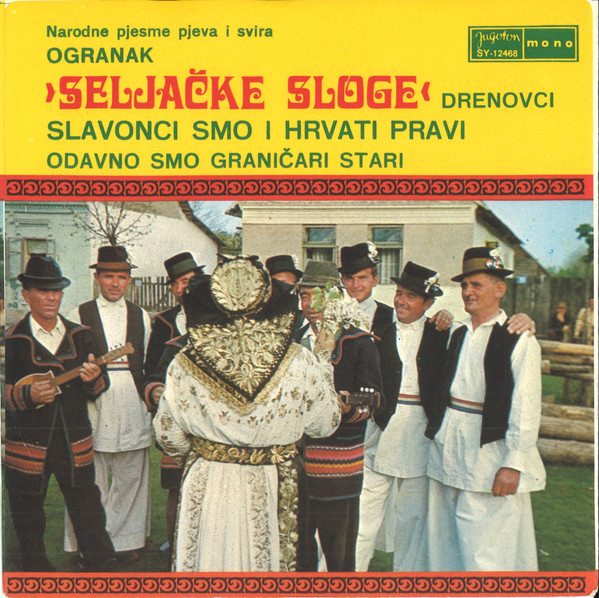 Narodne pjesme pjeva i svira
OGRANAK
›SELJAČKE SLOGE‹ DRENOVCI
SLAVONCI SMO I HRVATI PRAVI
ODAVNO SMO GRANIČARI STARI
Jugoton
SY-12468
mono